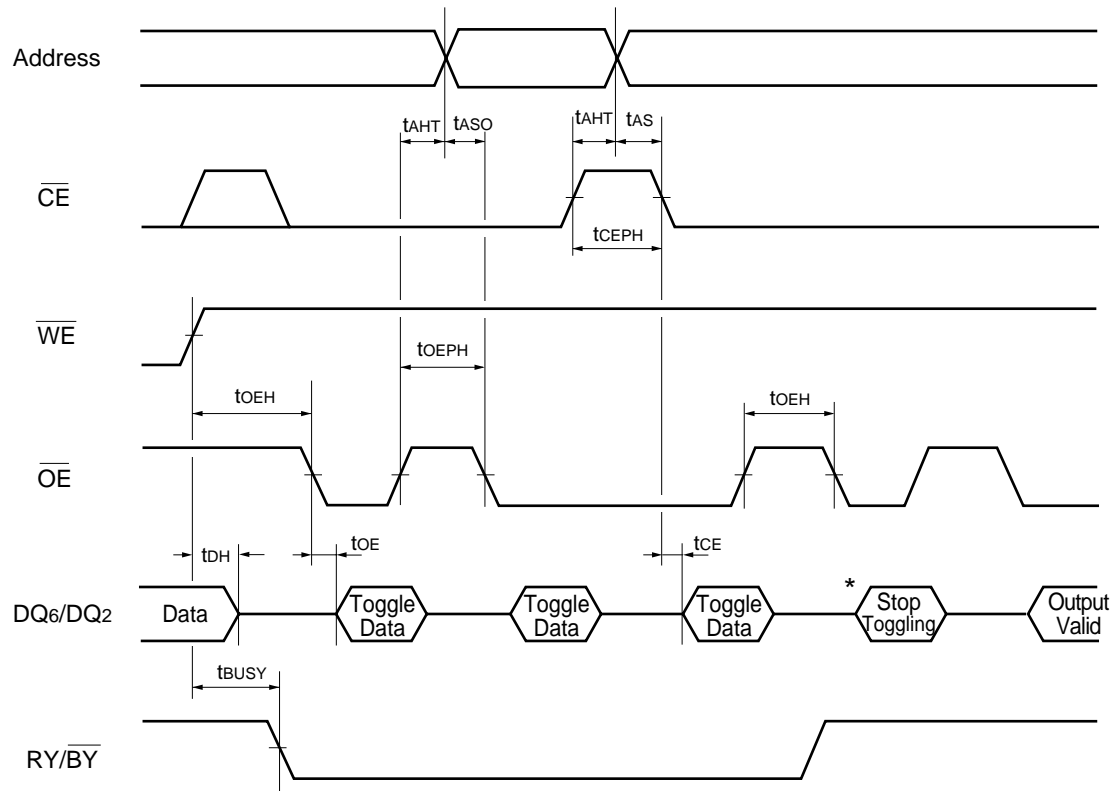 Address
tAHT tASO tAHT tAS
CE
tCEPH
WE
tOEPH
tOEH tOEH
OE
tDH tOE tCE
DQ6/DQ2 Data Toggle Data Toggle Data Toggle Data * Stop Toggling Output Valid
tBUSY
RY/BY